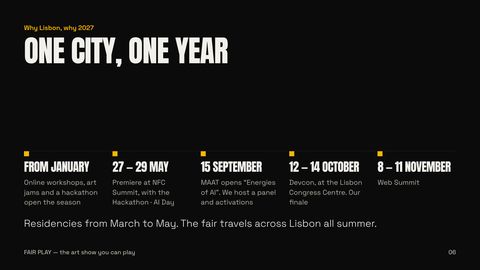 Why Lisbon, why 2027
ONE CITY, ONE YEAR
FROM JANUARY
Online workshops, art
jams and a hackathon
open the season
27 — 29 MAY
Premiere at NFC
Summit, with the
Hackathon · AI Day
15 SEPTEMBER
MAAT opens "Energies
of AI". We host a panel
and activations
12 — 14 OCTOBER
Devcon, at the Lisbon
Congress Centre. Our
finale
8 — 11 NOVEMBER
Web Summit
Residencies from March to May. The fair travels across Lisbon all summer.
FAIR PLAY — the art show you can play
06